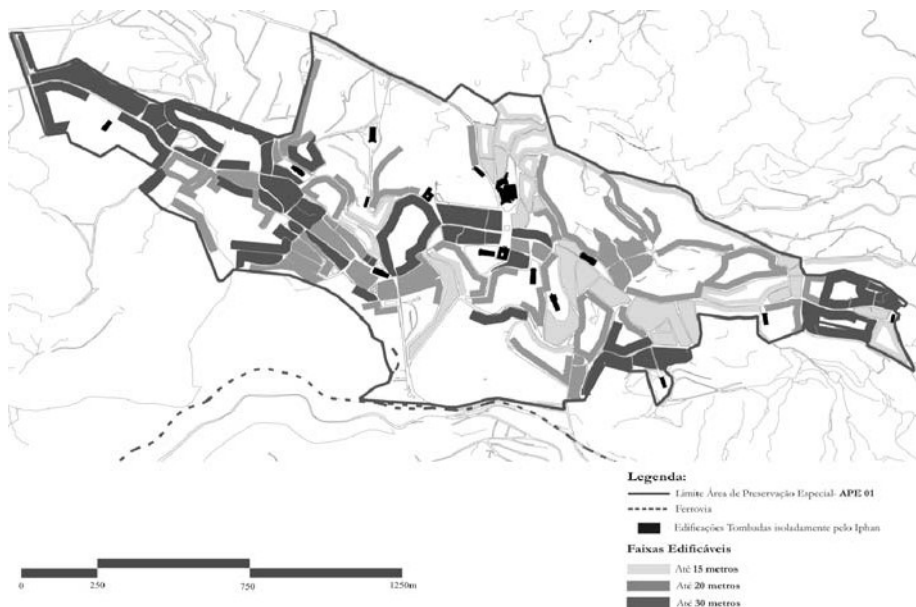 Legenda:
Limite Área de Preservação Especial- APE 01
Ferrovia
Edificações Tombadas isoladamente pelo Iphan
Faixas Edificáveis
Até 15 metros
Até 20 metros
Até 30 metros
0 250 750 1250m